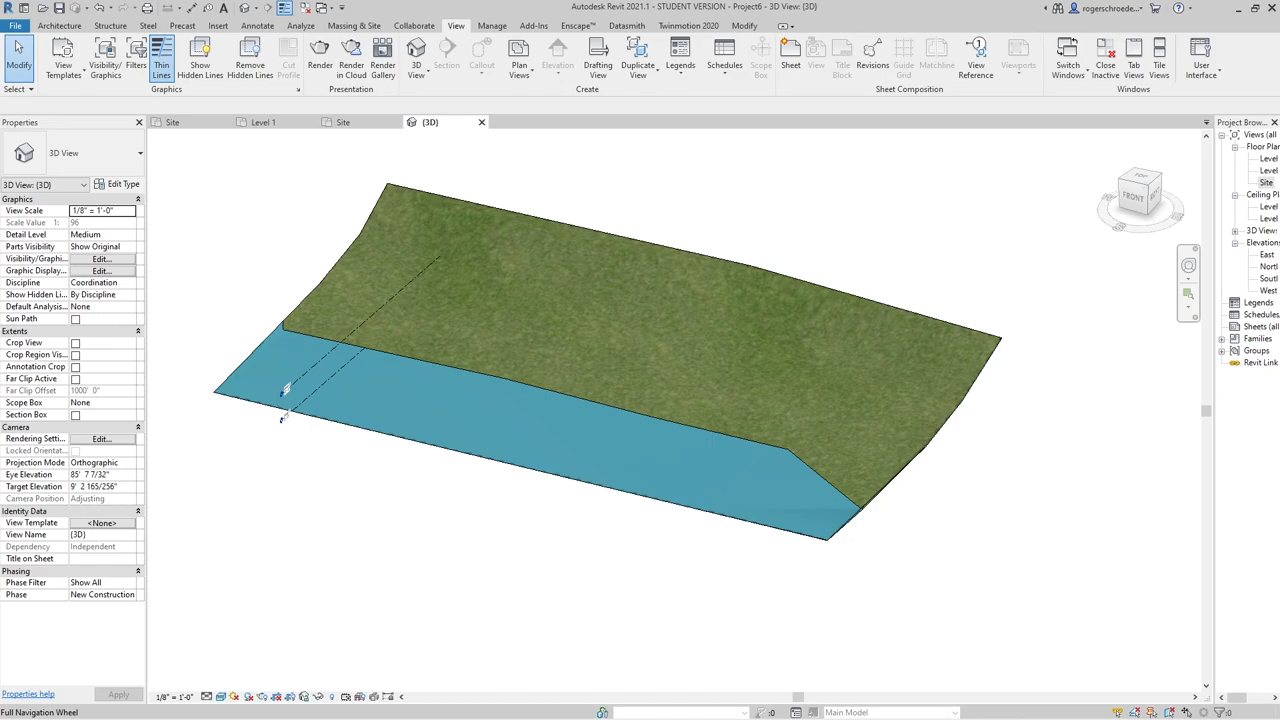 Autodesk Revit 2021.1 - STUDENT VERSION - Project6 - 3D View: {3D}
rogerschroede...
File Architecture Structure Steel Precast Systems Insert Annotate Analyze Massing & Site Collaborate View Manage Add-Ins Enscape™ Datasmith Twinmotion 2020 Modify
Modify
View Templates
Visibility/ Graphics
Filters
Thin Lines
Show Hidden Lines
Remove Hidden Lines
Cut Profile
Render
Render in Cloud
Render Gallery
3D View
Section
Callout
Plan Views
Elevation
Drafting View
Duplicate View
Legends
Schedules
Scope Box
Sheet
View
Title Block
Revisions
Guide Grid
Matchline
View Reference
Viewports
Switch Windows
Close Inactive
Tab Views
Tile Views
User Interface
Select Graphics Presentation Create Sheet Composition Windows
Properties
Site Level 1 Site {3D}
Project Brow...
3D View
3D View: {3D} Edit Type
Graphics
View Scale 1/8" = 1'-0"
Scale Value 1: 96
Detail Level Medium
Parts Visibility Show Original
Visibility/Graphi... Edit...
Graphic Display... Edit...
Discipline Coordination
Show Hidden Li... By Discipline
Default Analysis... None
Sun Path
Extents
Crop View
Crop Region Vis...
Annotation Crop
Far Clip Active
Far Clip Offset 1000' 0"
Scope Box None
Section Box
Camera
Rendering Setti... Edit...
Locked Orientat...
Projection Mode Orthographic
Eye Elevation 85' 7 7/32"
Target Elevation 9' 2 165/256"
Camera Position Adjusting
Identity Data
View Template <None>
View Name {3D}
Dependency Independent
Title on Sheet
Phasing
Phase Filter Show All
Phase New Construction
Properties help Apply
TOP
FRONT
Views (all
Floor Plan
Level
Level
Site
Ceiling Pl
Level
Level
3D Views
Elevations
East
North
South
West
Legends
Schedules,
Sheets (all
Families
Groups
Revit Link
1/8" = 1'-0"
Full Navigation Wheel
:0
Main Model
:0